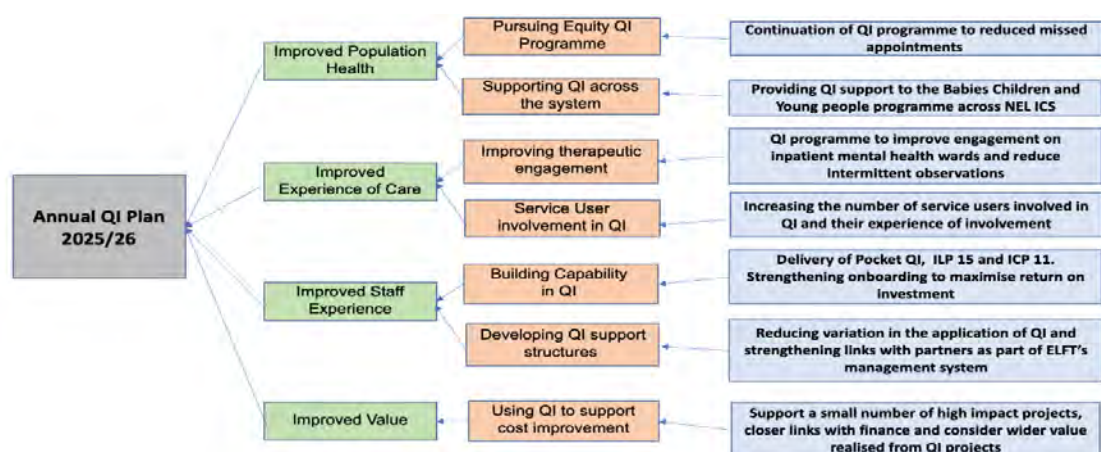 Annual QI Plan
2025/26
Improved Population
Health
Improved
Experience of Care
Improved Staff
Experience
Improved Value
Pursuing Equity QI
Programme
Supporting QI across
the system
Improving therapeutic
engagement
Service User
involvement in QI
Building Capability
in QI
Developing QI support
structures
Using QI to support
cost improvement
Continuation of QI programme to reduced missed
appointments
Providing QI support to the Babies Children and
Young people programme across NEL ICS
QI programme to improve engagement on
inpatient mental health wards and reduce
intermittent observations
Increasing the number of service users involved in
QI and their experience of involvement
Delivery of Pocket QI, ILP 15 and ICP 11.
Strengthening onboarding to maximise return on
investment
Reducing variation in the application of QI and
strengthening links with partners as part of ELFT's
management system
Support a small number of high impact projects,
closer links with finance and consider wider value
realised from QI projects